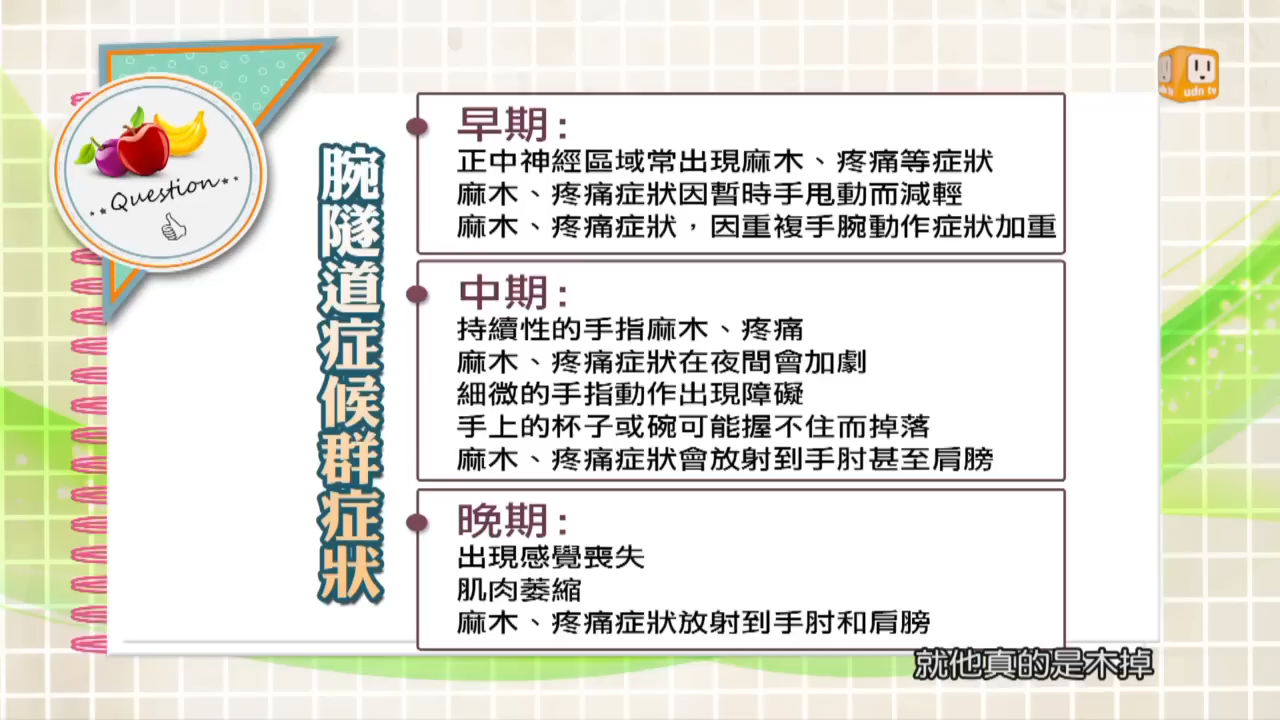 Question
udn tv
腕隧道症候群症狀
早期：
正中神經區域常出現麻木、疼痛等症狀
麻木、疼痛症狀因暫時手甩動而減輕
麻木、疼痛症狀，因重複手腕動作症狀加重
中期：
持續性的手指麻木、疼痛
麻木、疼痛症狀在夜間會加劇
細微的手指動作出現障礙
手上的杯子或碗可能握不住而掉落
麻木、疼痛症狀會放射到手肘甚至肩膀
晚期：
出現感覺喪失
肌肉萎縮
麻木、疼痛症狀放射到手肘和肩膀
就他真的是木掉